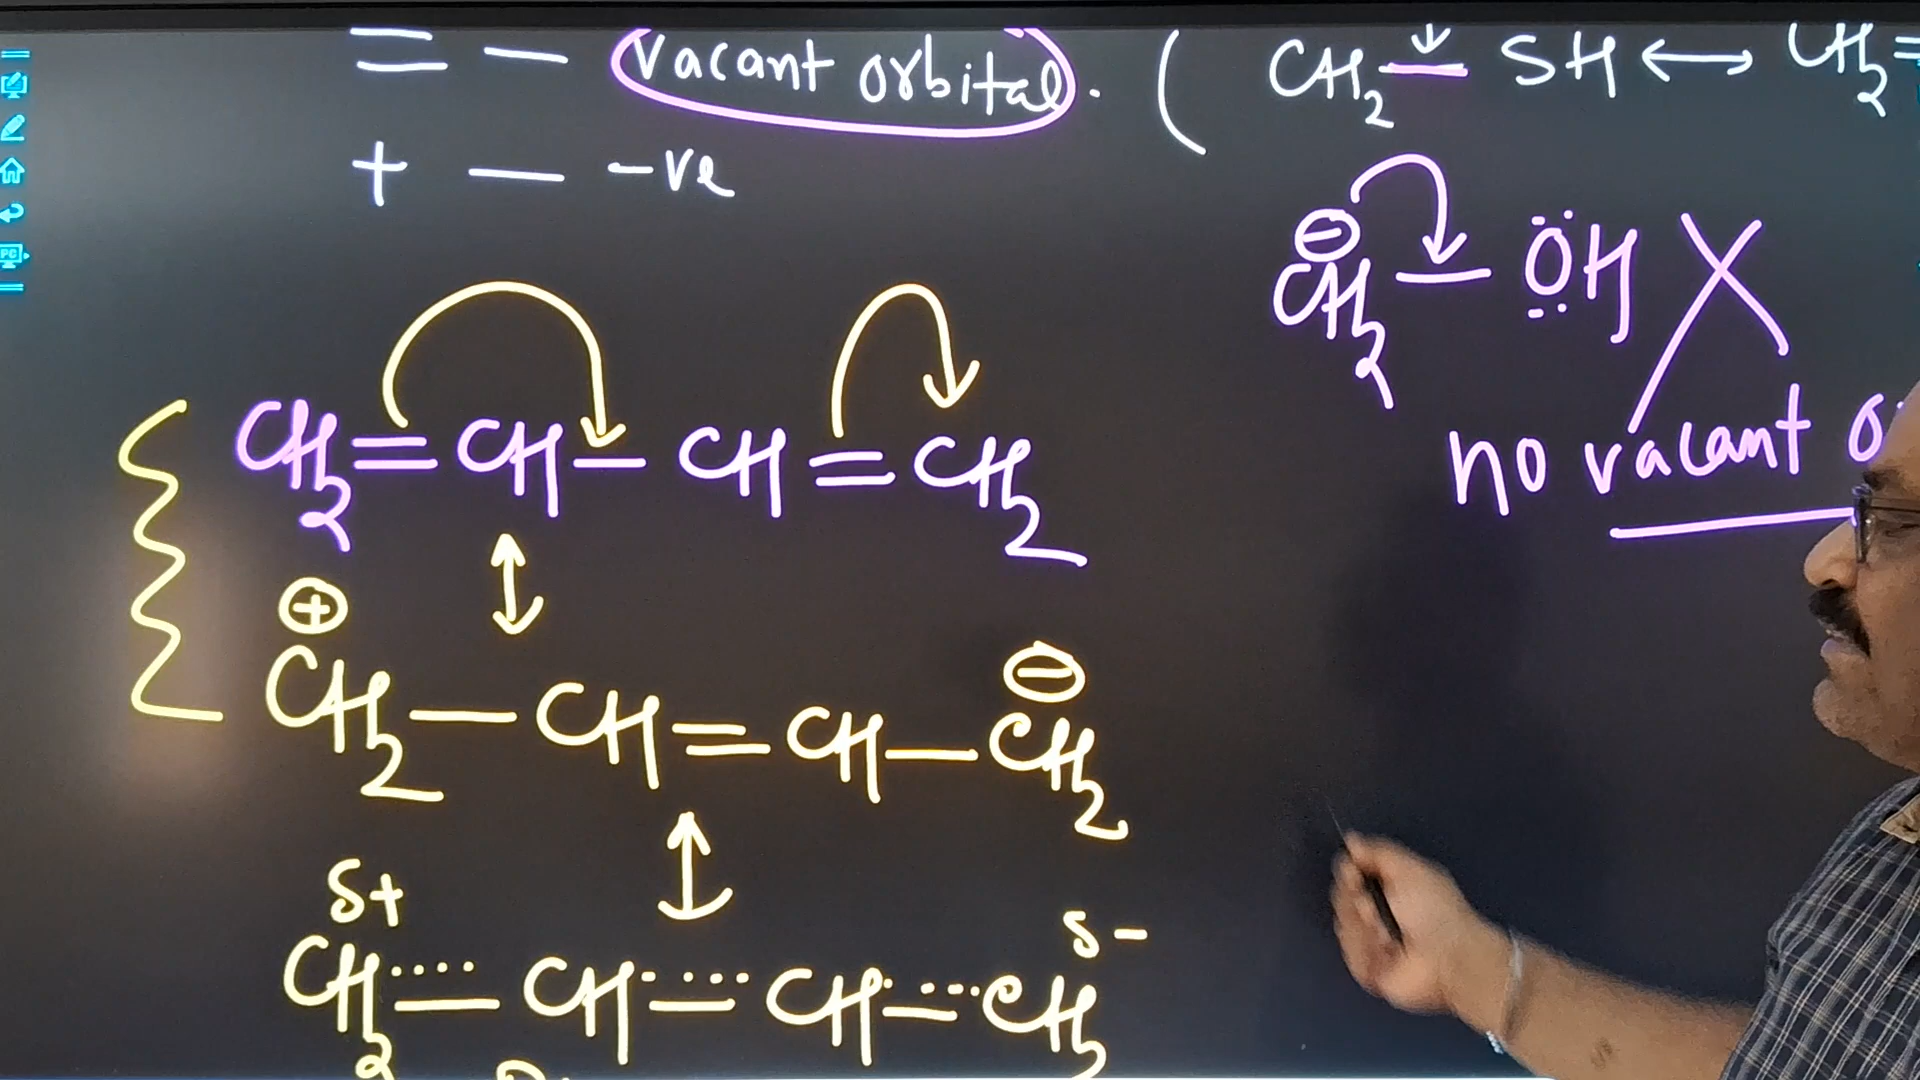 = — vacant orbital. ( CH₂ — SH ↔ CH₂ =
+ — -ve
⊖
CH₂ — ÖH X
no vacant
CH₂ = CH — CH = CH₂
↕
⊕ ⊖
CH₂ — CH = CH — CH₂
↕
δ+ δ-
CH₂ ⋯ CH ⋯ CH ⋯ CH₂
PC